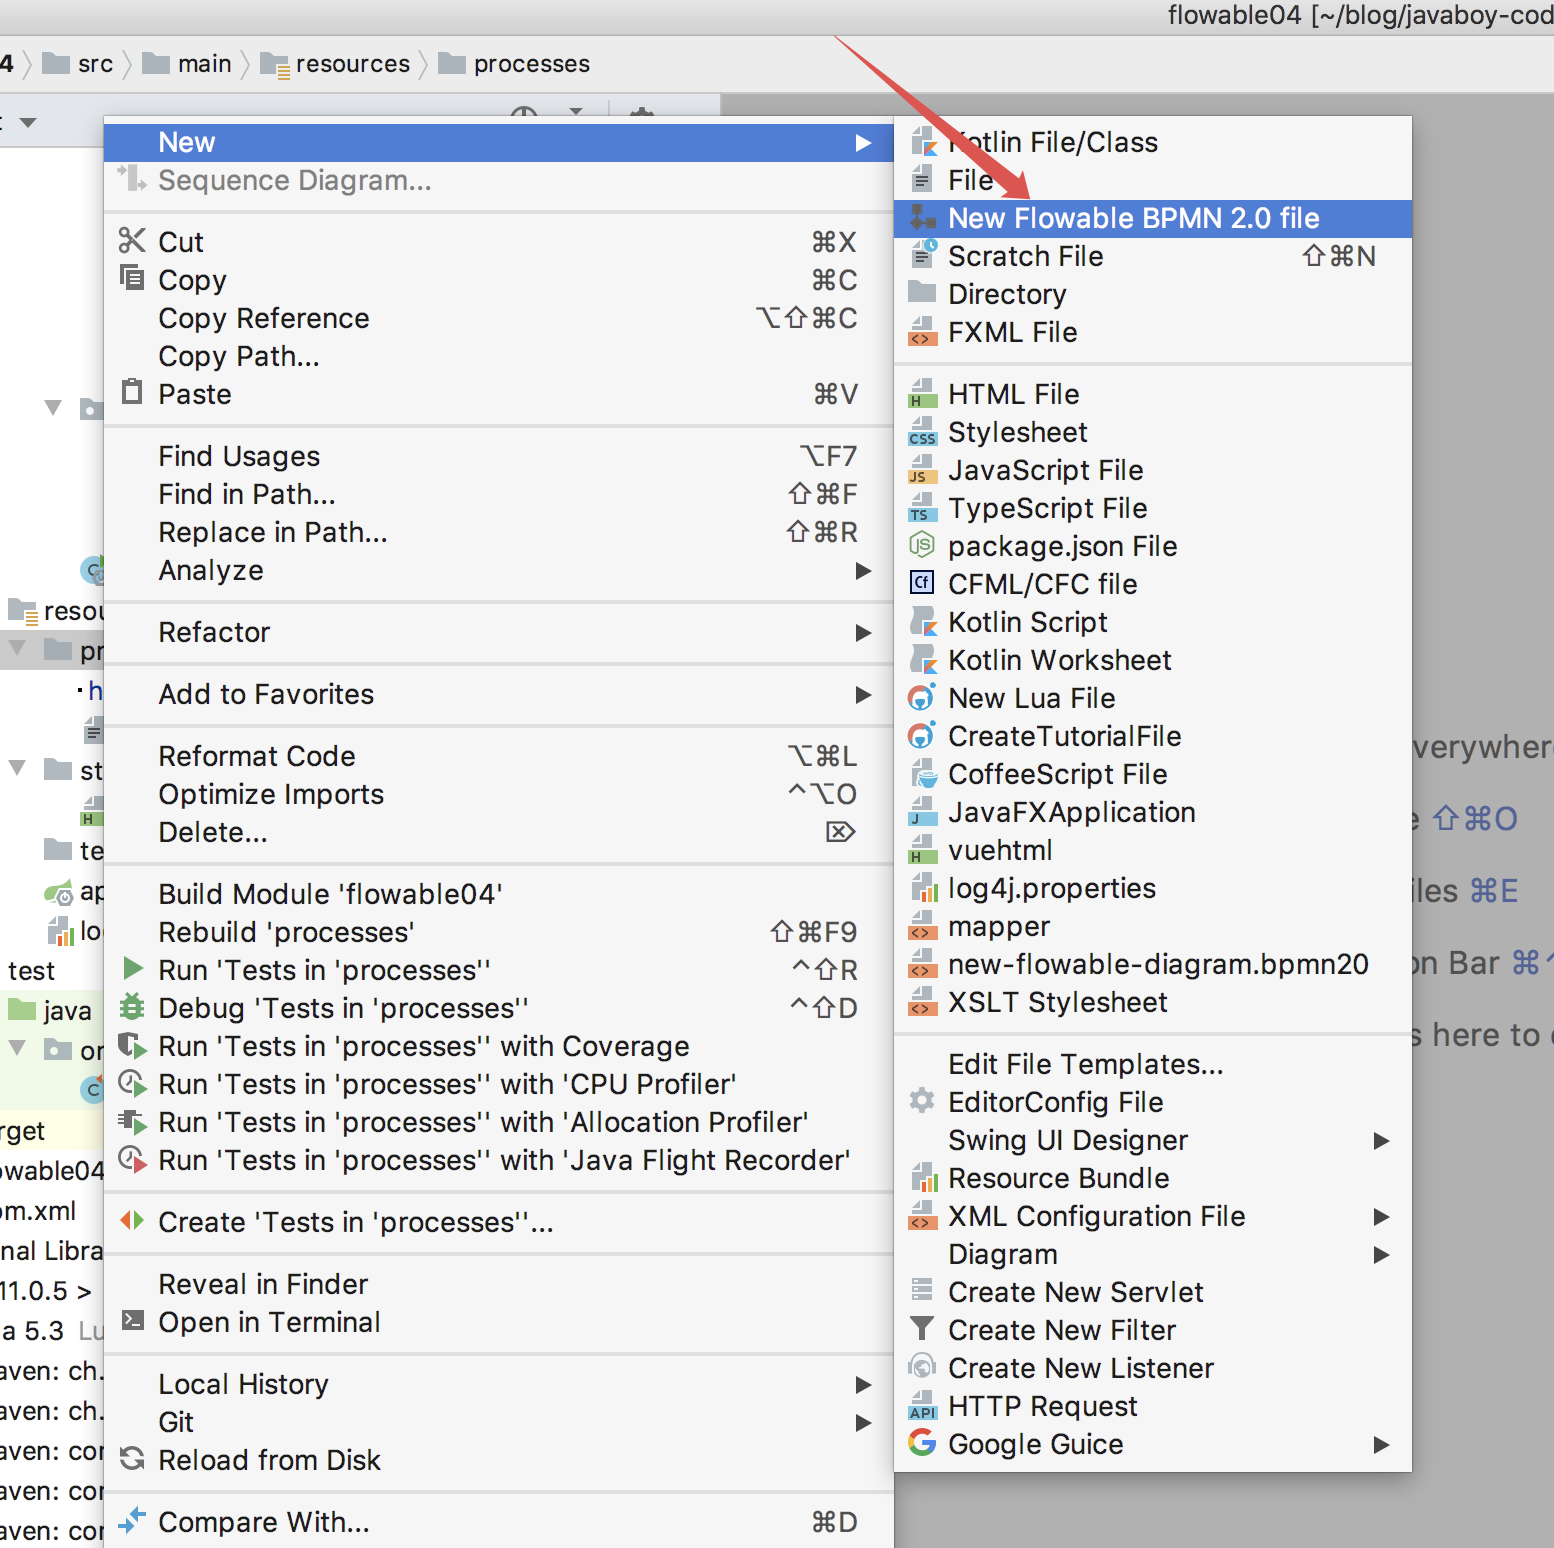 flowable04 [~/blog/javaboy-cod
4 src main resources processes
New
Sequence Diagram...
Cut ⌘X
Copy ⌘C
Copy Reference ⌥⇧⌘C
Copy Path...
Paste ⌘V
Find Usages ⌥F7
Find in Path... ⇧⌘F
Replace in Path... ⇧⌘R
Analyze
Refactor
Add to Favorites
Reformat Code ⌥⌘L
Optimize Imports ^⌥O
Delete... ⌦
Build Module 'flowable04'
Rebuild 'processes' ⇧⌘F9
Run 'Tests in 'processes'' ^⇧R
Debug 'Tests in 'processes'' ^⇧D
Run 'Tests in 'processes'' with Coverage
Run 'Tests in 'processes'' with 'CPU Profiler'
Run 'Tests in 'processes'' with 'Allocation Profiler'
Run 'Tests in 'processes'' with 'Java Flight Recorder'
Create 'Tests in 'processes''...
Reveal in Finder
Open in Terminal
Local History
Git
Reload from Disk
Compare With... ⌘D
Kotlin File/Class
File
New Flowable BPMN 2.0 file
Scratch File ⇧⌘N
Directory
FXML File
HTML File
Stylesheet
JavaScript File
TypeScript File
package.json File
CFML/CFC file
Kotlin Script
Kotlin Worksheet
New Lua File
CreateTutorialFile
CoffeeScript File
JavaFXApplication
vuehtml
log4j.properties
mapper
new-flowable-diagram.bpmn20
XSLT Stylesheet
Edit File Templates...
EditorConfig File
Swing UI Designer
Resource Bundle
XML Configuration File
Diagram
Create New Servlet
Create New Filter
Create New Listener
HTTP Request
Google Guice
resou
pr
h
st
te
ap
lo
test
java
or
rget
owable04
om.xml
nal Libra
11.0.5 >
a 5.3 Lu
aven: ch.
aven: ch.
aven: cor
aven: cor
aven: cor
verywhere
e ⇧⌘O
iles ⌘E
on Bar ⌘
s here to